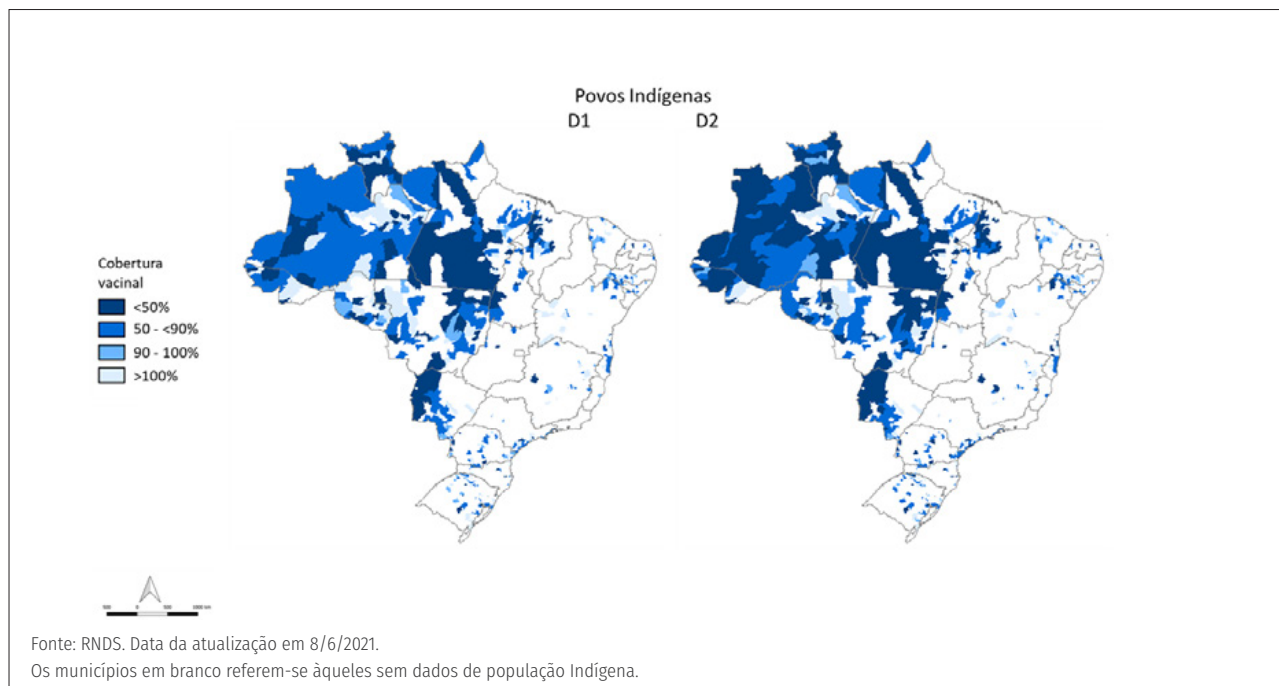 Povos Indígenas
D1 D2
Cobertura
vacinal
<50%
50 - <90%
90 - 100%
>100%
Fonte: RNDS. Data da atualização em 8/6/2021.
Os municípios em branco referem-se àqueles sem dados de população Indígena.